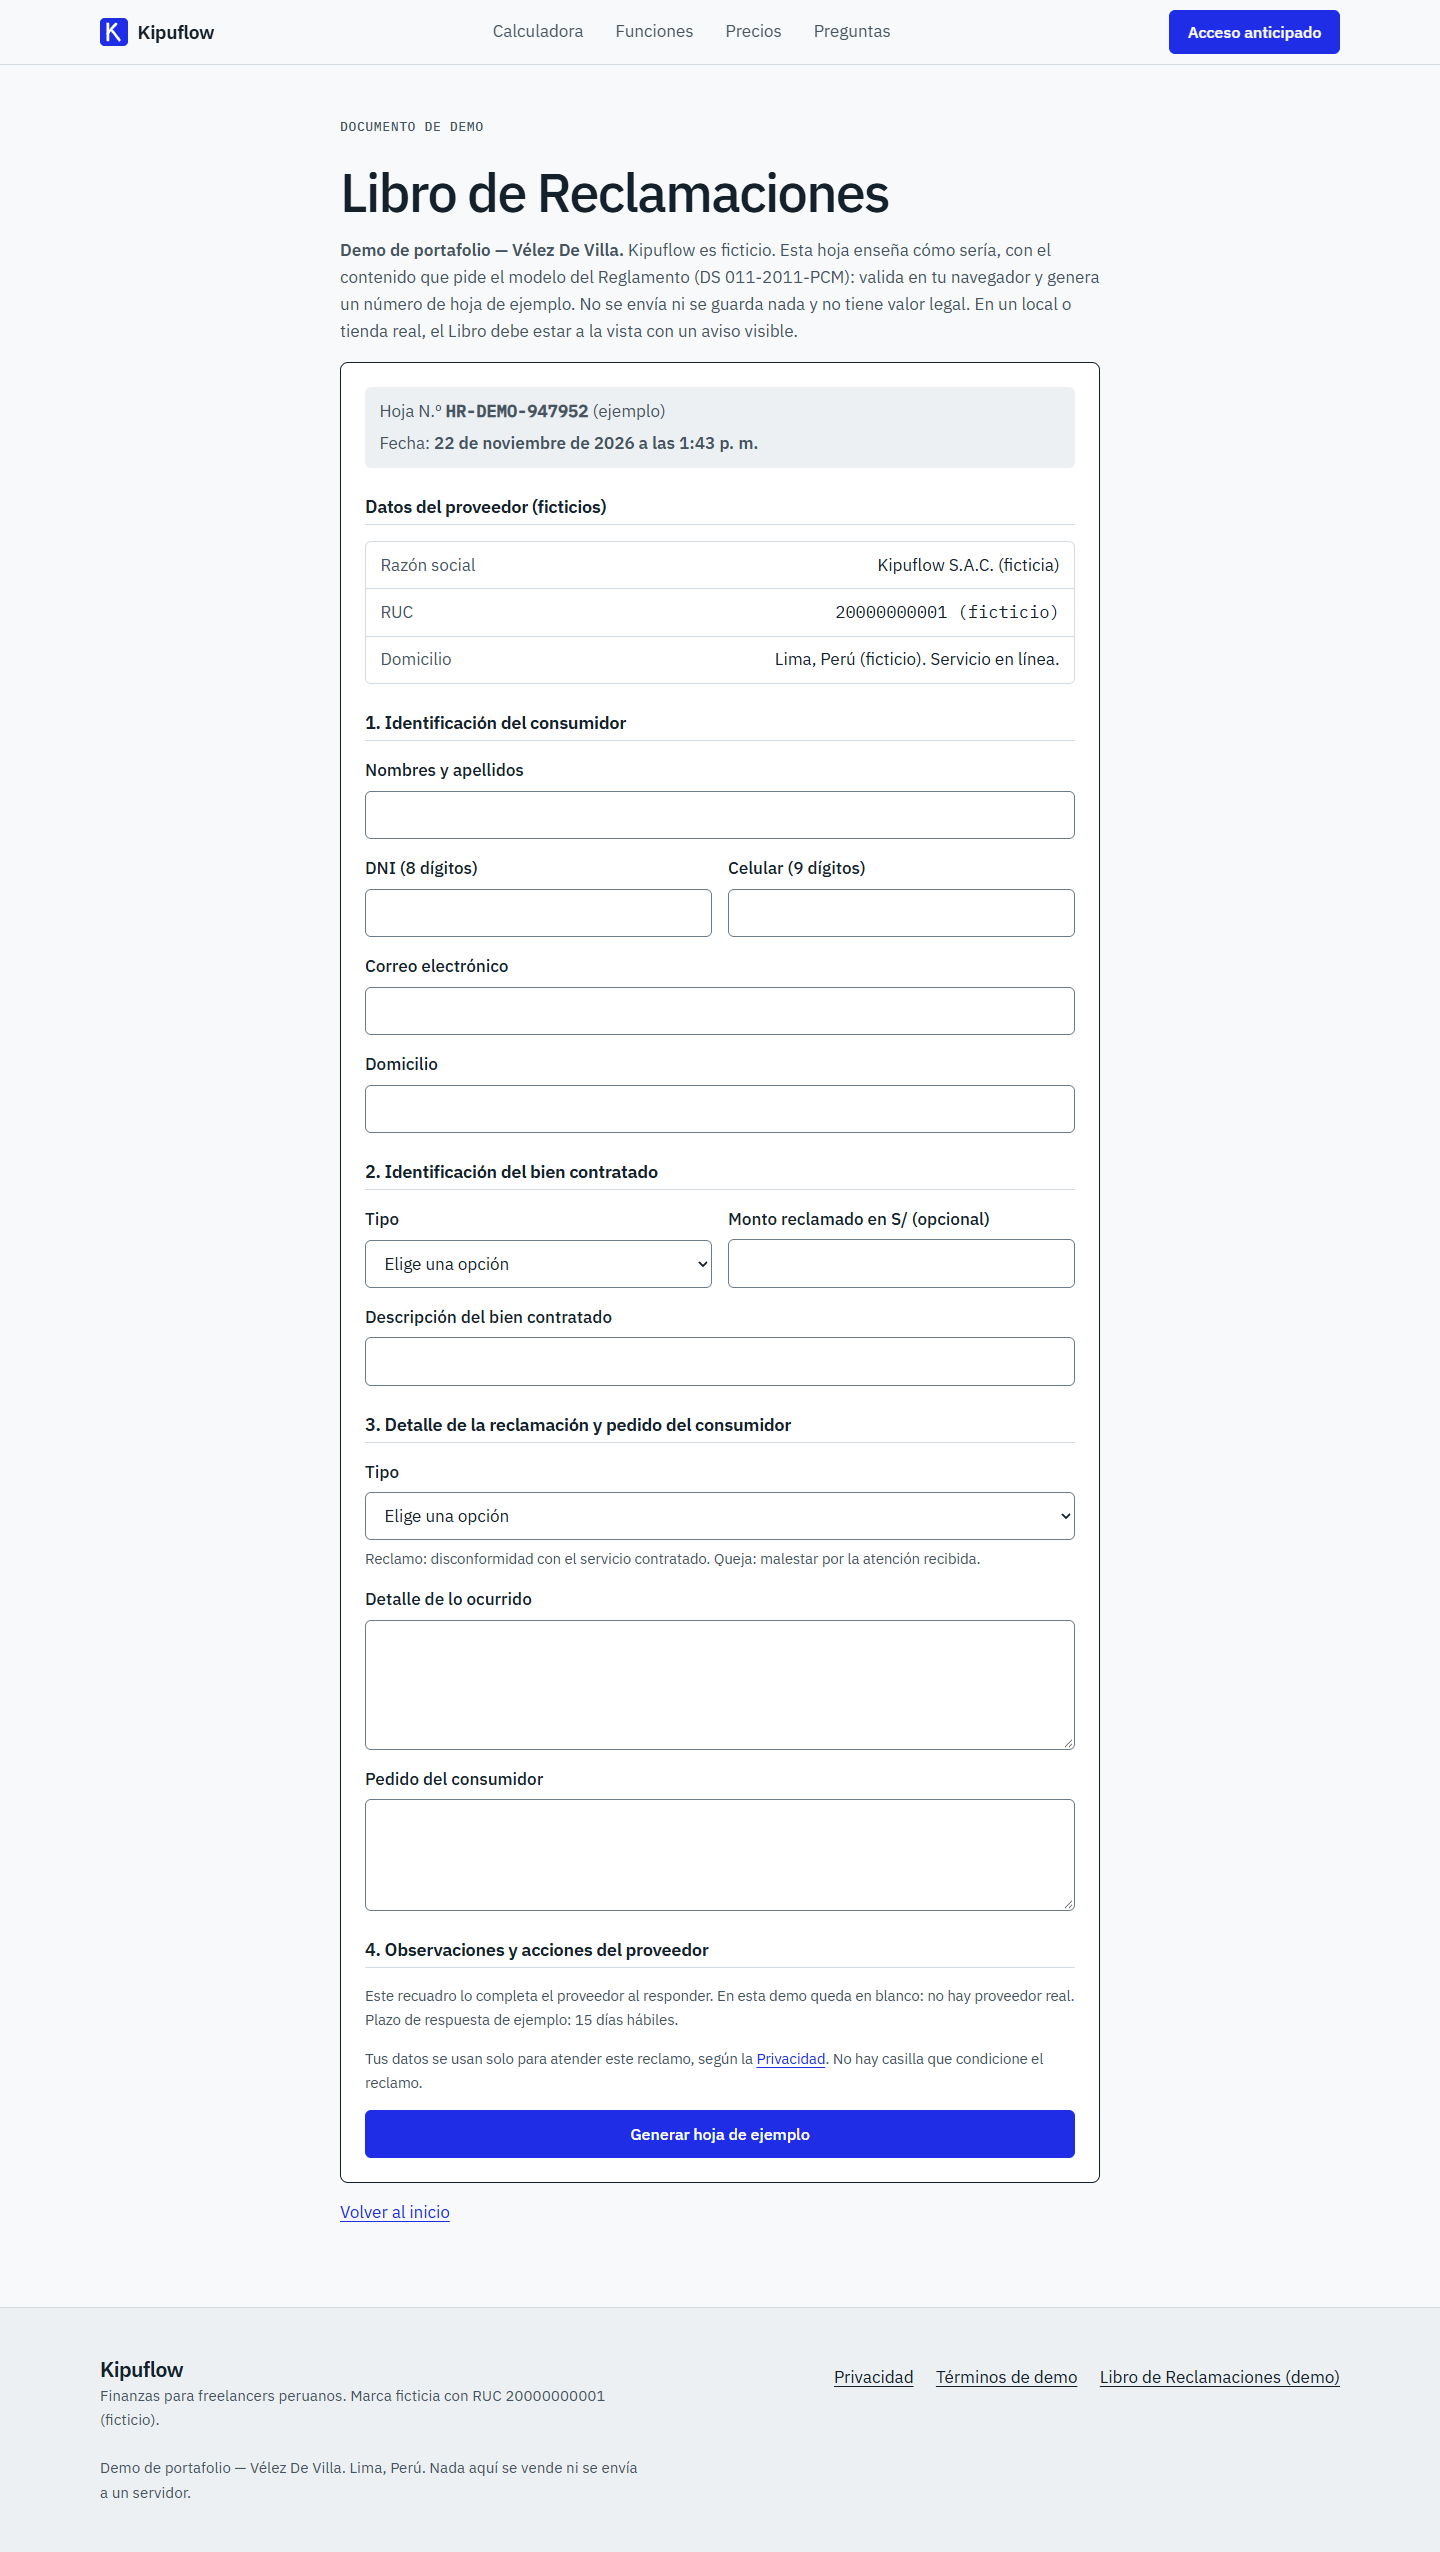 K Kipuflow
Calculadora Funciones Precios Preguntas
Acceso anticipado
DOCUMENTO DE DEMO
Libro de Reclamaciones
Demo de portafolio — Vélez De Villa. Kipuflow es ficticio. Esta hoja enseña cómo sería, con el
contenido que pide el modelo del Reglamento (DS 011-2011-PCM): valida en tu navegador y genera
un número de hoja de ejemplo. No se envía ni se guarda nada y no tiene valor legal. En un local o
tienda real, el Libro debe estar a la vista con un aviso visible.
Hoja N.º HR-DEMO-947952 (ejemplo)
Fecha: 22 de noviembre de 2026 a las 1:43 p. m.
Datos del proveedor (ficticios)
Razón social Kipuflow S.A.C. (ficticia)
RUC 20000000001 (ficticio)
Domicilio Lima, Perú (ficticio). Servicio en línea.
1. Identificación del consumidor
Nombres y apellidos
DNI (8 dígitos) Celular (9 dígitos)
Correo electrónico
Domicilio
2. Identificación del bien contratado
Tipo Monto reclamado en S/ (opcional)
Elige una opción
Descripción del bien contratado
3. Detalle de la reclamación y pedido del consumidor
Tipo
Elige una opción
Reclamo: disconformidad con el servicio contratado. Queja: malestar por la atención recibida.
Detalle de lo ocurrido
Pedido del consumidor
4. Observaciones y acciones del proveedor
Este recuadro lo completa el proveedor al responder. En esta demo queda en blanco: no hay proveedor real.
Plazo de respuesta de ejemplo: 15 días hábiles.
Tus datos se usan solo para atender este reclamo, según la Privacidad. No hay casilla que condicione el
reclamo.
Generar hoja de ejemplo
Volver al inicio
Kipuflow
Finanzas para freelancers peruanos. Marca ficticia con RUC 20000000001
(ficticio).
Demo de portafolio — Vélez De Villa. Lima, Perú. Nada aquí se vende ni se envía
a un servidor.
Privacidad Términos de demo Libro de Reclamaciones (demo)